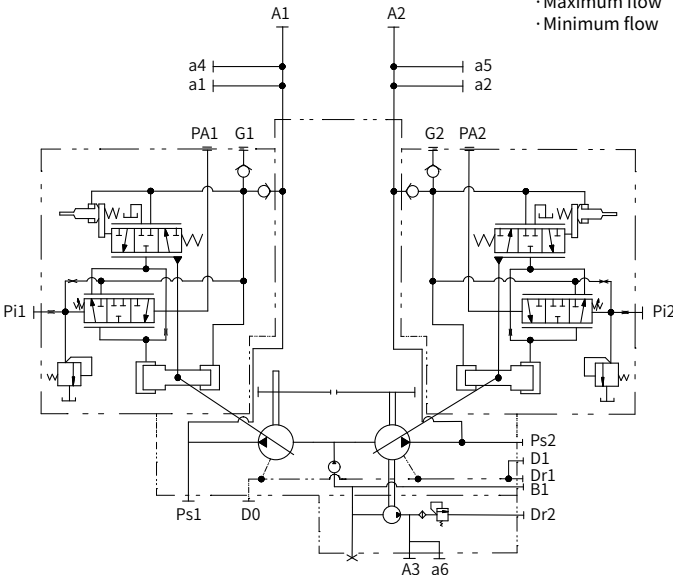 · Maximum flow
· Minimum flow
A1
A2
a4
a5
a1
a2
PA1
G1
G2
PA2
Pi1
Pi2
Ps2
D1
Dr1
B1
Ps1
D0
Dr2
A3
a6